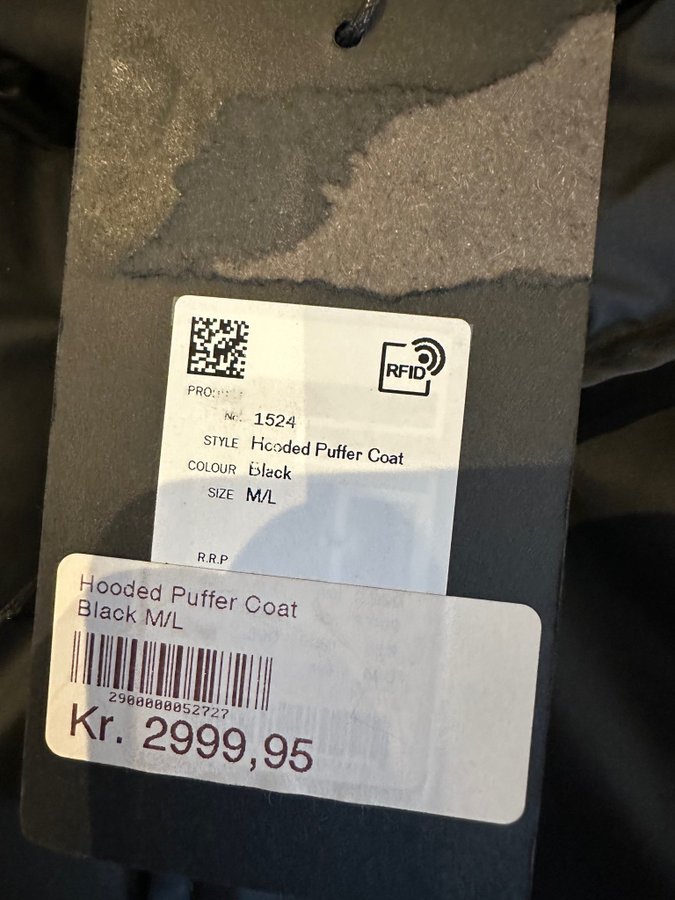 RFID
No. 1524
STYLE Hooded Puffer Coat
COLOUR Black
SIZE M/L
R.R.P
Hooded Puffer Coat
Black M/L
2900000052727
Kr. 2999,95